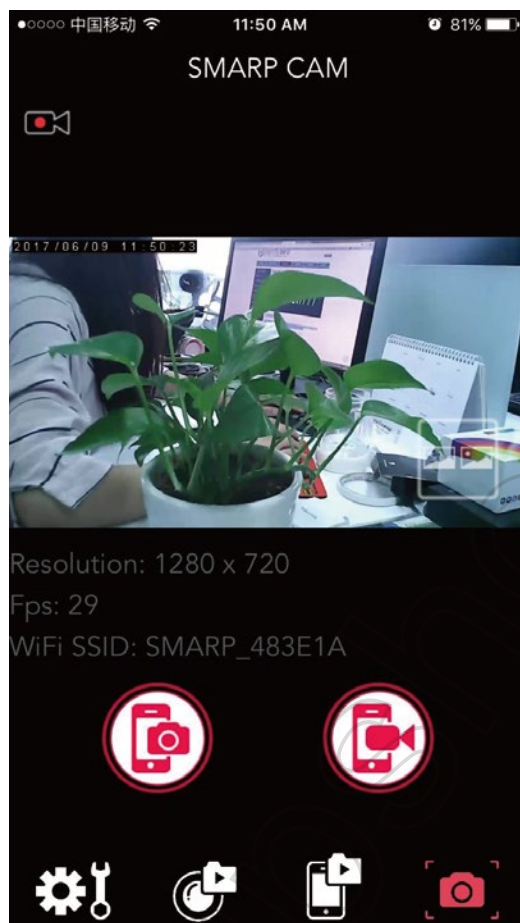 中国移动 11:50 AM 81%
SMARP CAM
2017/06/09 11:50:23
Resolution: 1280 x 720
Fps: 29
WiFi SSID: SMARP_483E1A